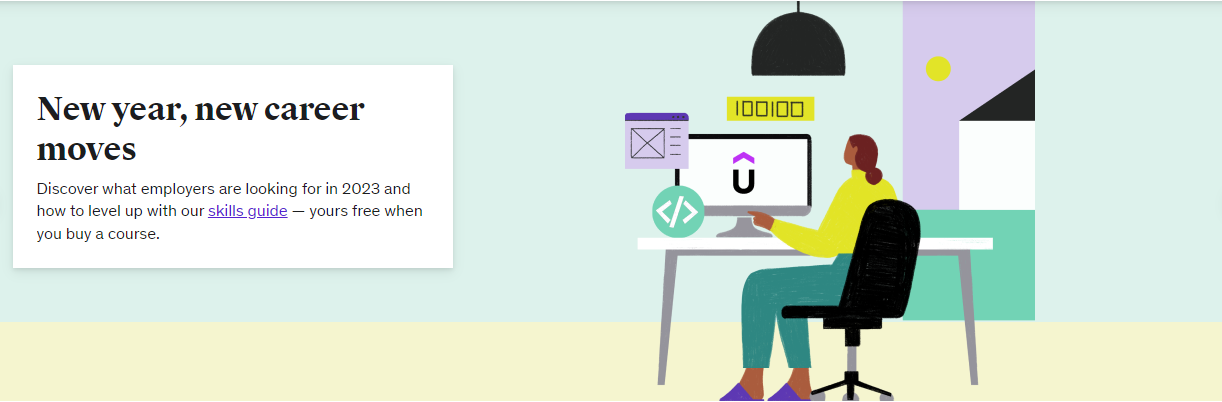 New year, new career
moves
Discover what employers are looking for in 2023 and
how to level up with our skills guide — yours free when
you buy a course.
100100
</>
û